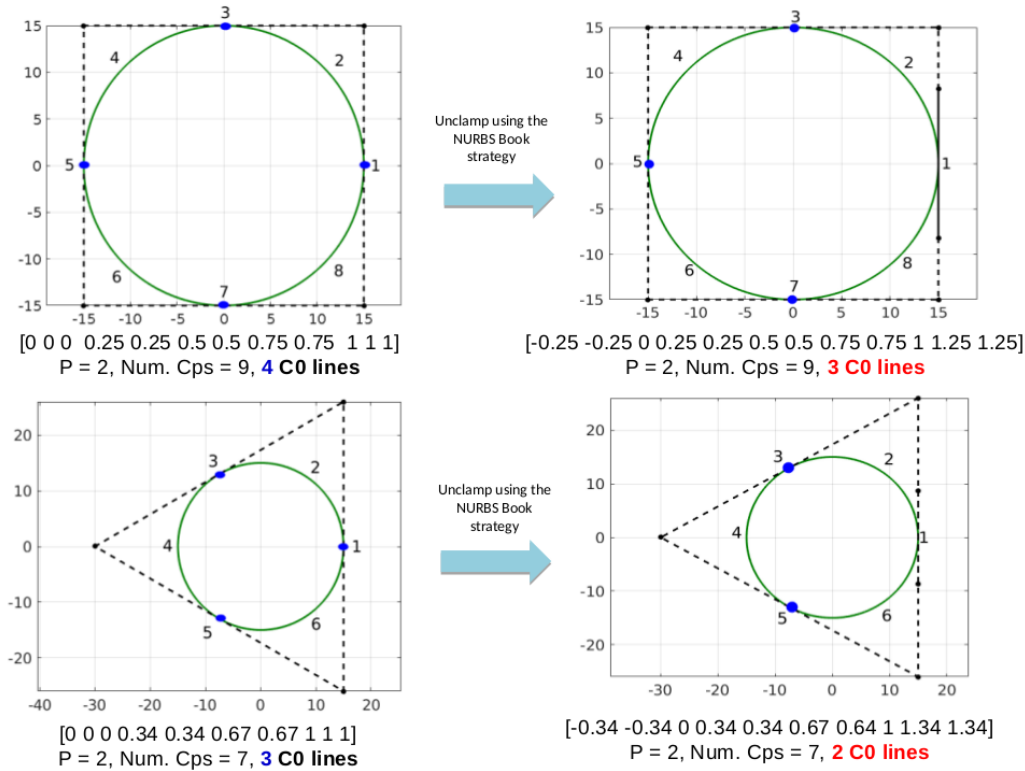 3
15
10
5
0
-5
-10
-15
4
2
5
1
6
8
7
-15 -10 -5 0 5 10 15
[0 0 0 0.25 0.25 0.5 0.5 0.75 0.75 1 1 1]
P = 2, Num. Cps = 9, 4 C0 lines
Unclamp using the
NURBS Book
strategy
3
15
10
5
0
-5
-10
-15
4
2
5
1
6
8
7
-15 -10 -5 0 5 10 15
[-0.25 -0.25 0 0.25 0.25 0.5 0.5 0.75 0.75 1 1.25 1.25]
P = 2, Num. Cps = 9, 3 C0 lines
20
10
0
-10
-20
3
2
4
1
5
6
-40 -30 -20 -10 0 10 20
[0 0 0 0.34 0.34 0.67 0.67 1 1 1]
P = 2, Num. Cps = 7, 3 C0 lines
Unclamp using the
NURBS Book
strategy
20
10
0
-10
-20
3
2
4
1
5
6
-30 -20 -10 0 10 20
[-0.34 -0.34 0 0.34 0.34 0.67 0.64 1 1.34 1.34]
P = 2, Num. Cps = 7, 2 C0 lines